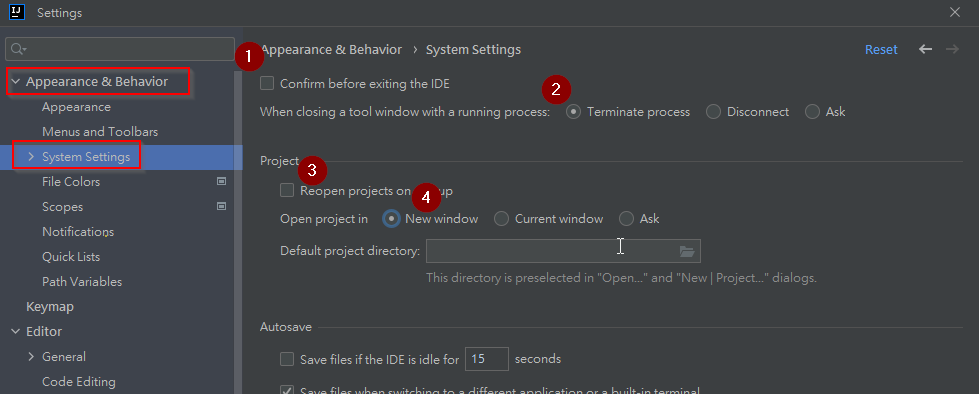 IJ Settings
1 Appearance & Behavior › System Settings Reset
Appearance & Behavior
Confirm before exiting the IDE
2
Appearance
When closing a tool window with a running process: Terminate process Disconnect Ask
Menus and Toolbars
System Settings
Project
3
File Colors
Reopen projects on up
4
Scopes
Open project in New window Current window Ask
Notifications
Default project directory:
Quick Lists
This directory is preselected in "Open..." and "New | Project..." dialogs.
Path Variables
Keymap
Autosave
Editor
General
Save files if the IDE is idle for 15 seconds
Code Editing
Save files when switching to a different application or a built-in terminal